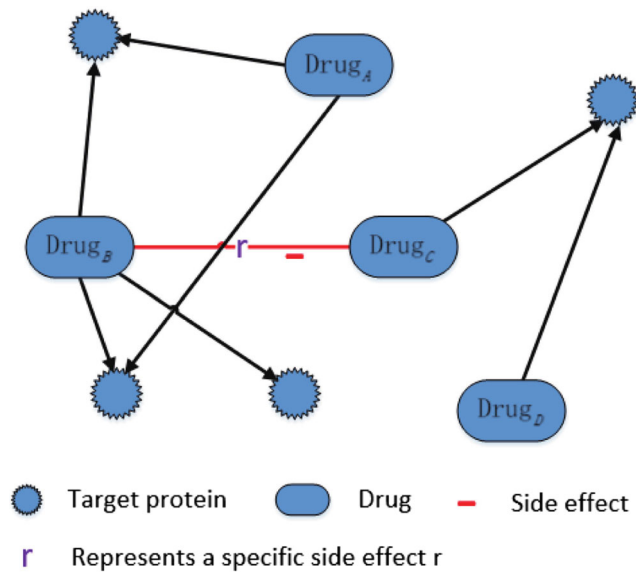 Drug_A
Drug_B
r
Drug_C
Drug_D
Target protein Drug Side effect
r Represents a specific side effect r